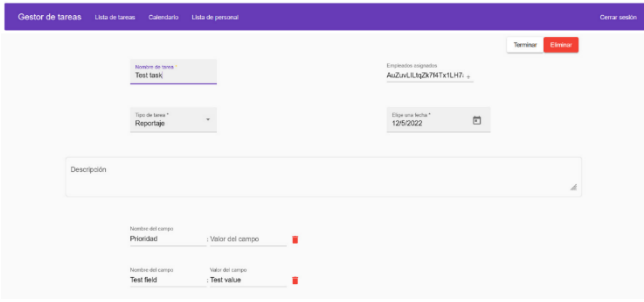 Gestor de tareas Lista de tareas Calendario Lista de personal Cerrar sesión
Terminar Eliminar
Nombre de tarea Empleados asignados
Test task
Tipo de tarea * Elige una fecha *
Reportaje 12/5/2022
Descripción
Nombre del campo
Prioridad : Valor del campo
Nombre del campo Valor del campo
Test field : Test value